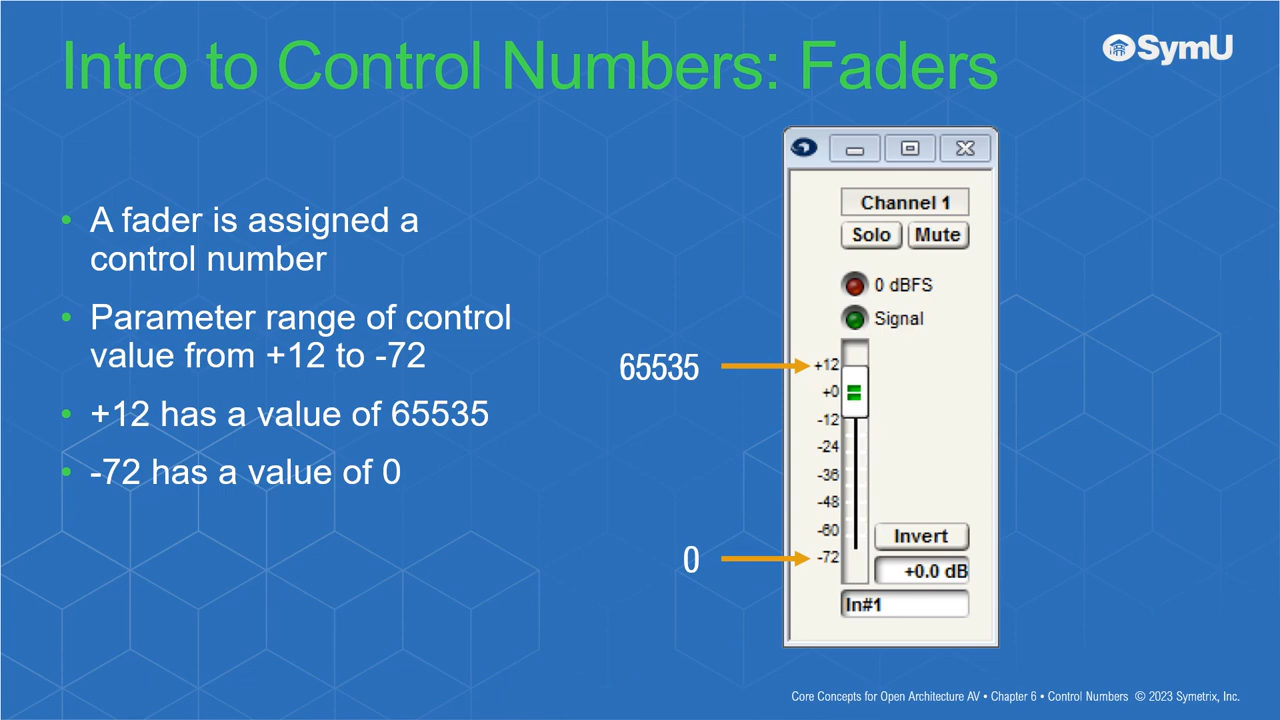 Intro to Control Numbers: Faders
SymU
• A fader is assigned a
control number
• Parameter range of control
value from +12 to -72
• +12 has a value of 65535
• -72 has a value of 0
65535
0
Channel 1
Solo Mute
0 dBFS
Signal
+12
+0
-12
-24
-36
-48
-60
-72
Invert
+0.0 dB
In#1
Core Concepts for Open Architecture AV • Chapter 6 • Control Numbers © 2023 Symetrix, Inc.